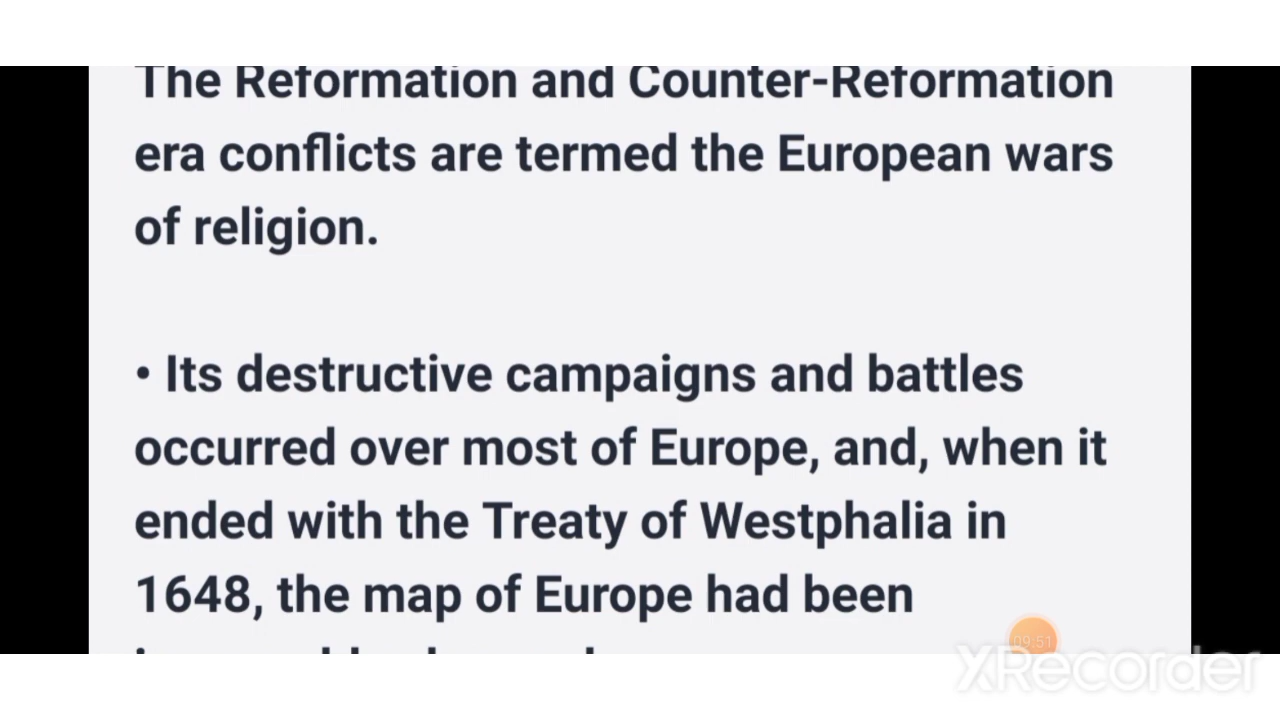 The Reformation and Counter-Reformation
era conflicts are termed the European wars
of religion.
• Its destructive campaigns and battles
occurred over most of Europe, and, when it
ended with the Treaty of Westphalia in
1648, the map of Europe had been
09:51
XRecorder